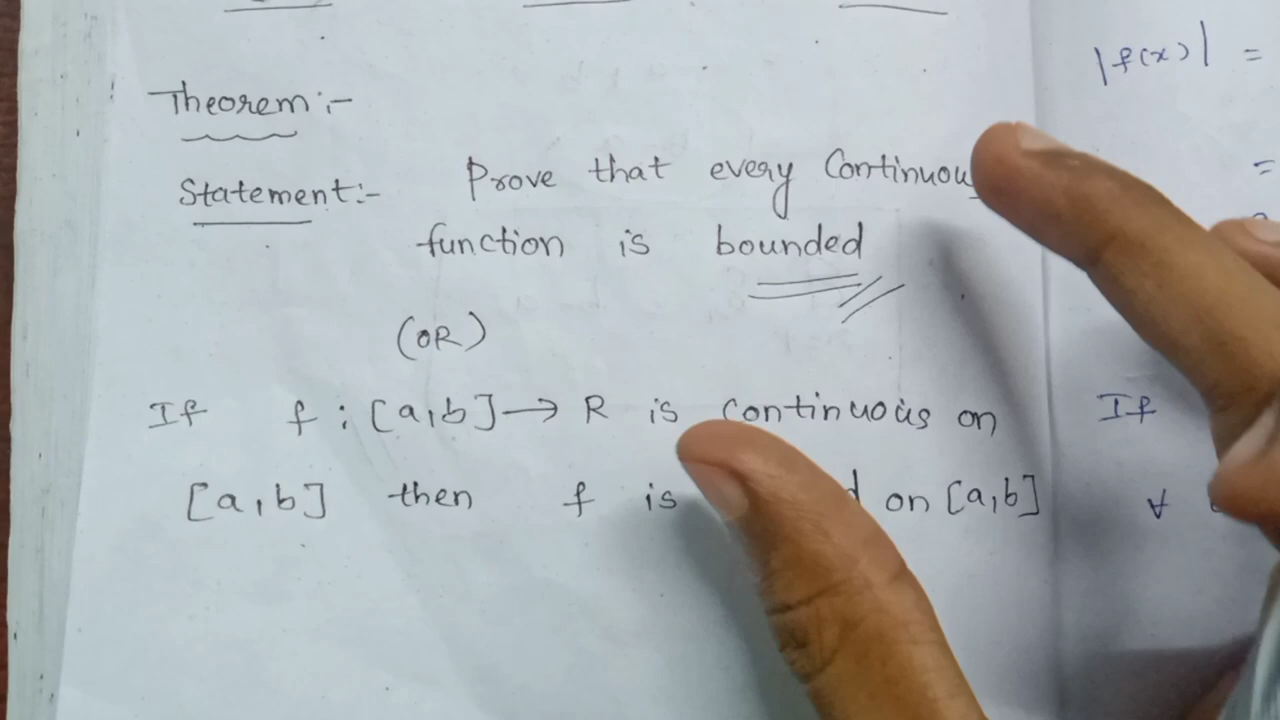 Theorem :-
Statement:- Prove that every Continuou
function is bounded
(OR)
If f : [a,b] → R is continuous on
[a,b] then f is on [a,b]
|f(x)| =
=
If
∀